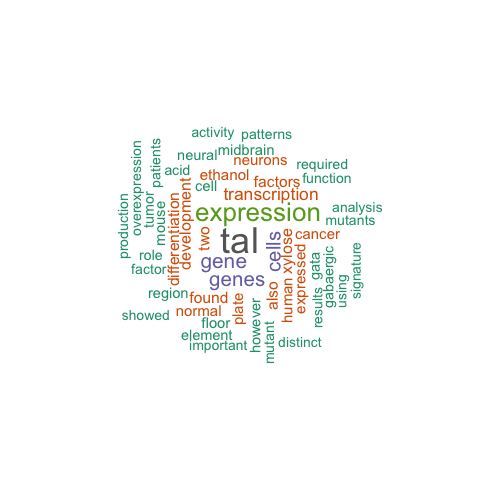 activity
patterns
neural
midbrain
neurons
acid
ethanol
required
cell
factors
function
transcription
patients
overexpression
tumor
mouse
production
development
differentiation
expression
analysis
mutants
two
tal
cells
cancer
role
factor
gene
genes
xylose
human
expressed
gata
gabaergic
using
signature
results
region
found
also
plate
however
normal
showed
floor
element
important
mutant
distinct